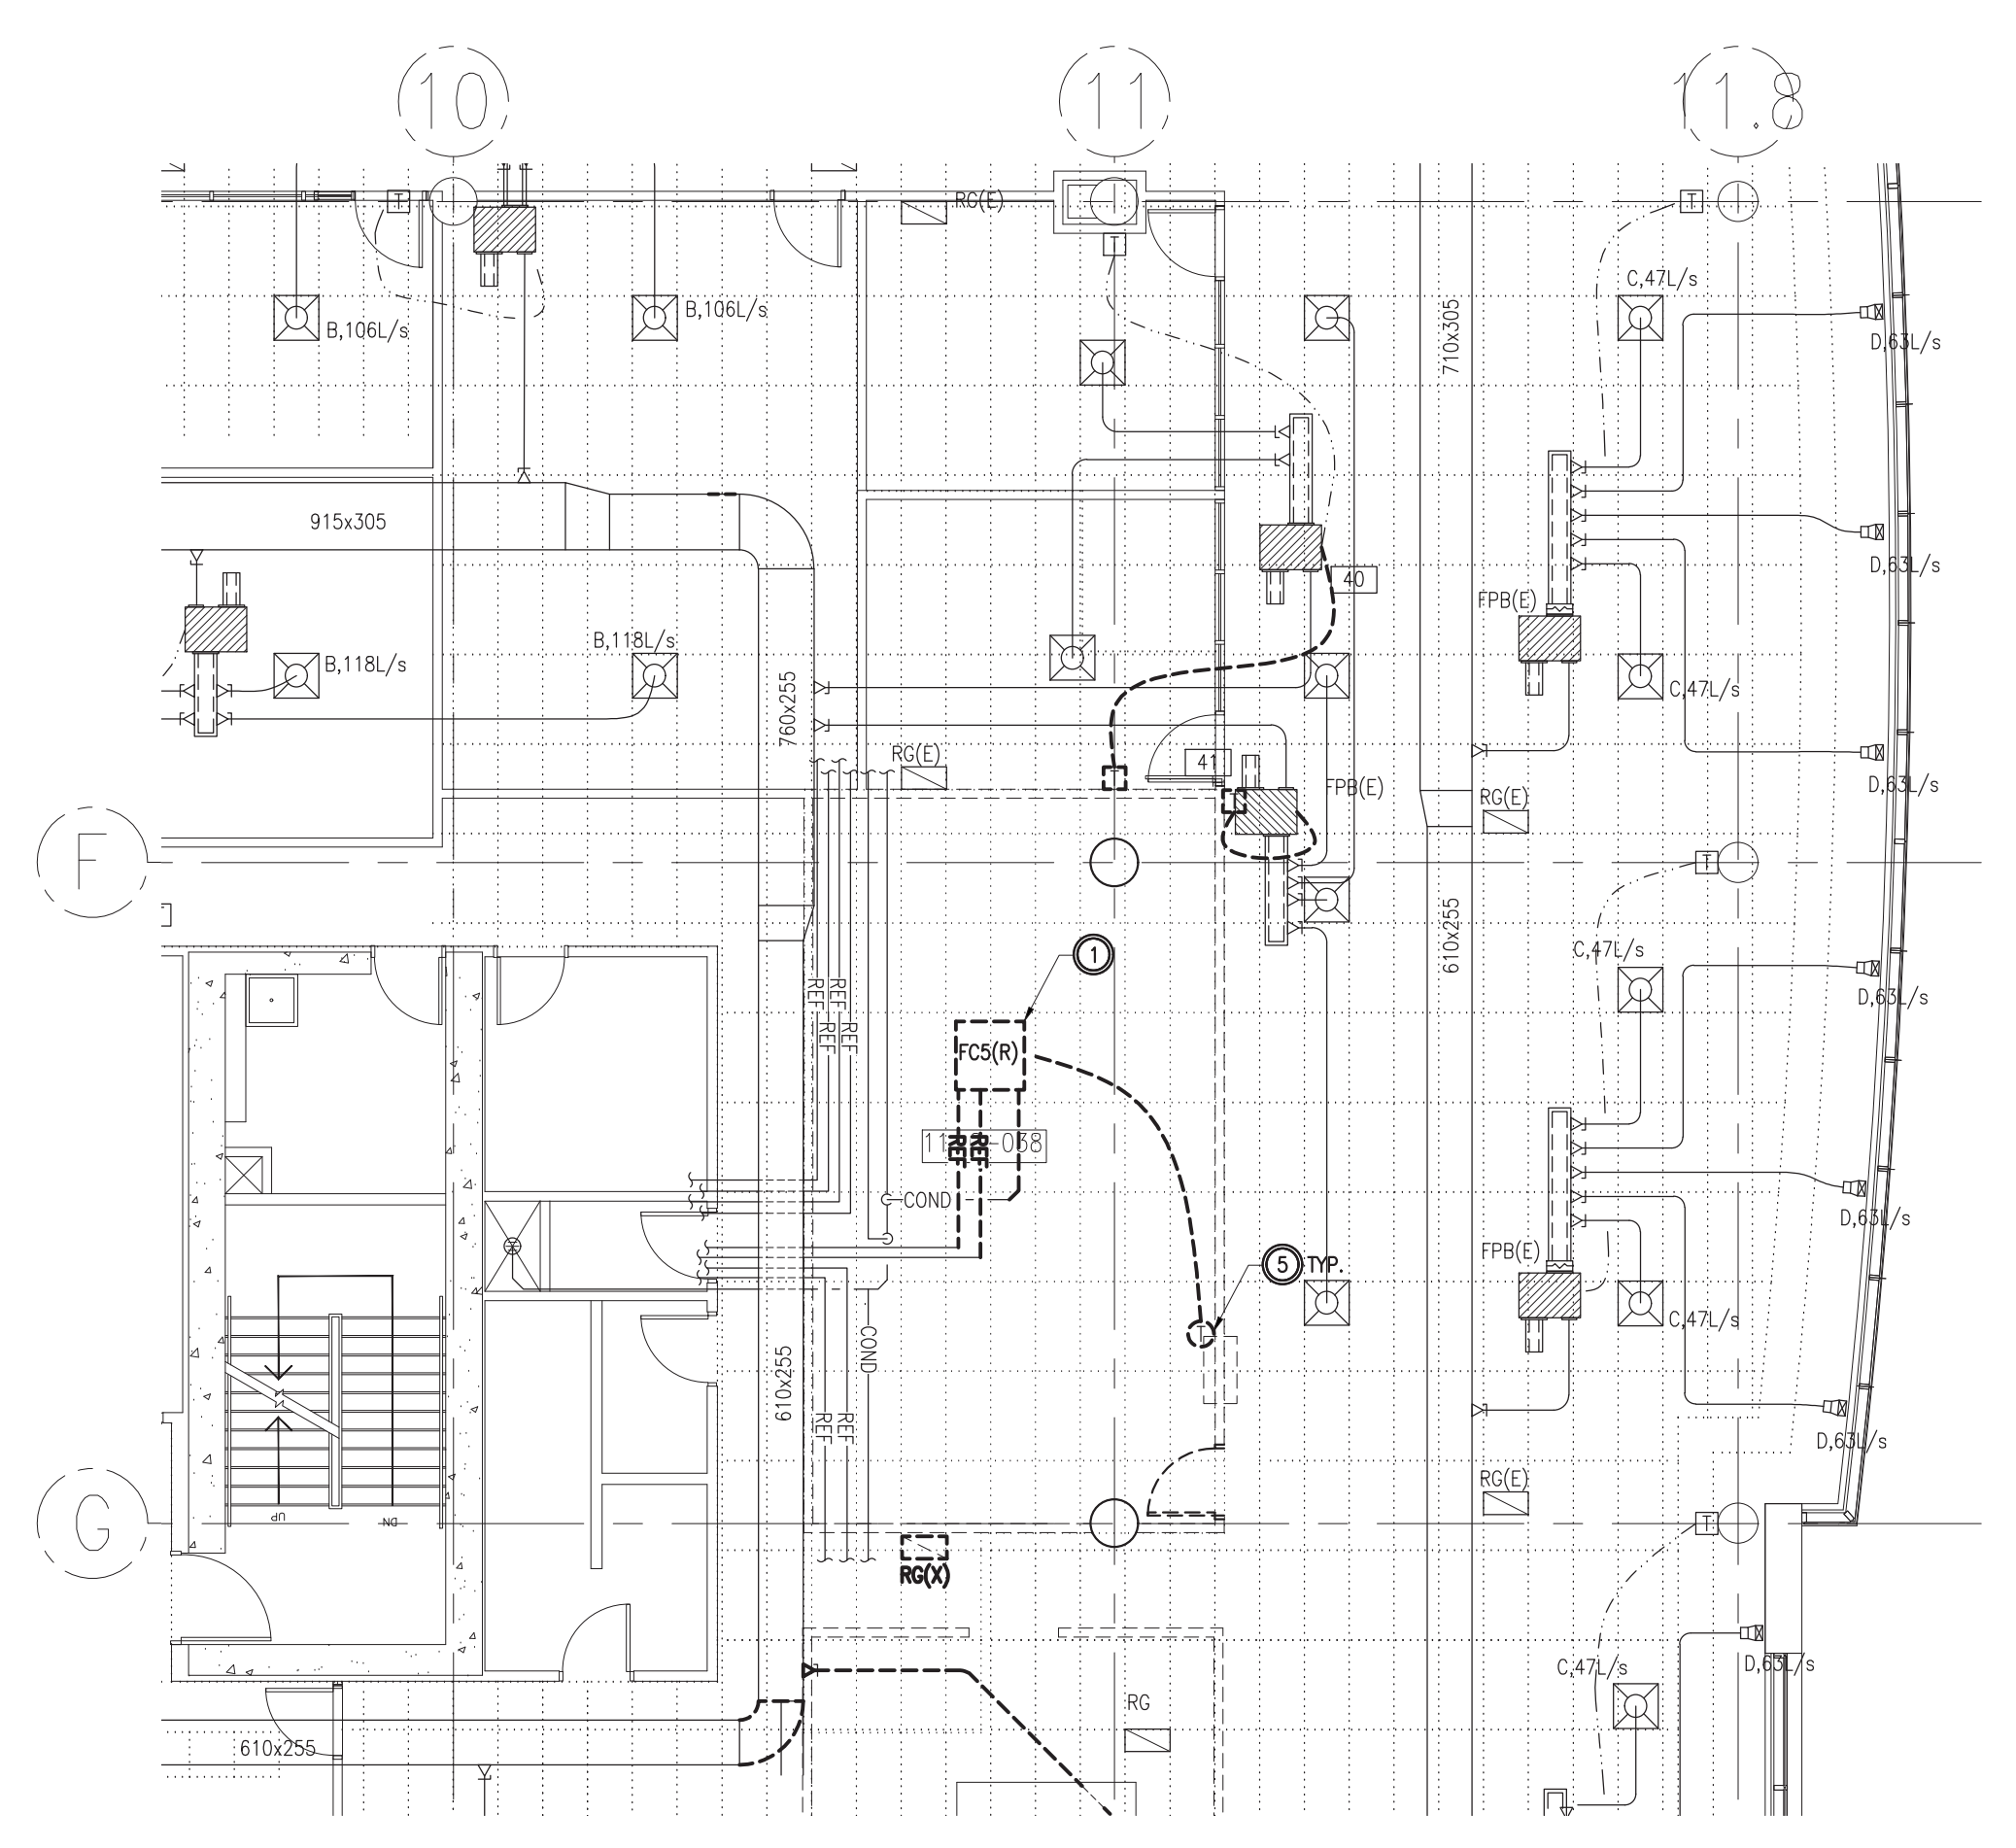 10
11
11.8
T
RG(E)
T
T
C,47L/s
B,106L/s
B,106L/s
710x305
D,63L/s
915x305
D,63L/s
40
FPB(E)
B,118L/s
B,118L/s
C,47L/s
760x255
RG(E)
41
FPB(E)
D,63L/s
RG(E)
T
T
F
T
610x255
C,47L/s
1
REF
REF
D,63L/s
REF
REF
FC5(R)
REF
REF
COND
D,63L/s
FPB(E)
5
TYP.
C,47L/s
T
COND
610x255
REF
REF
D,63L/s
RG(E)
UP
DN
G
T
RG(X)
C,47L/s
D,63L/s
RG
610x255